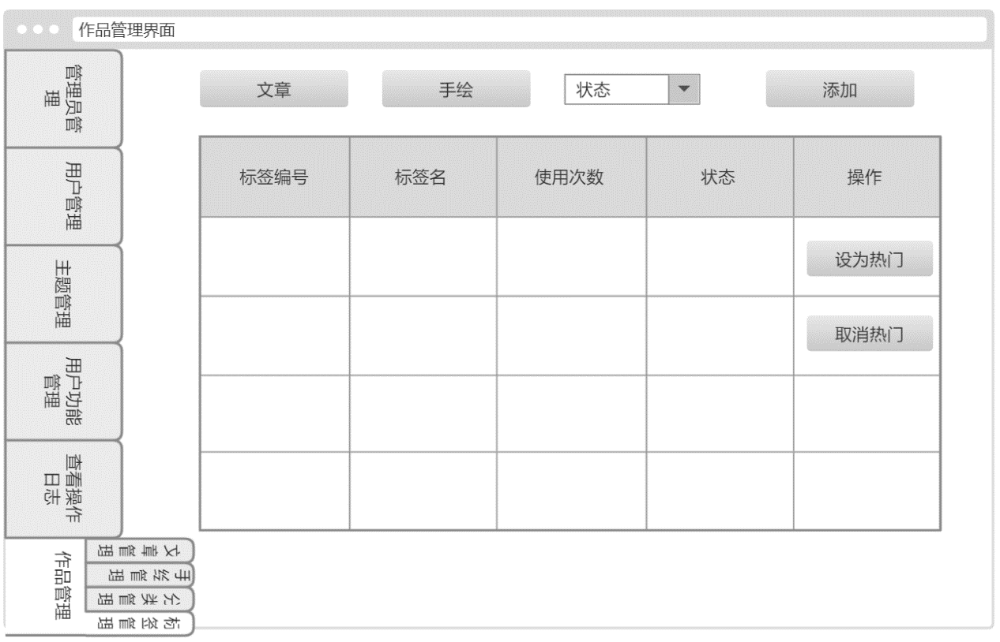 作品管理界面
管理员管
理
用户管理
主题管理
用户功能
管理
查看操作
日志
作品管理
文章管理
手绘管理
分类管理
标签管理
文章
手绘
状态
添加
标签编号
标签名
使用次数
状态
操作
设为热门
取消热门